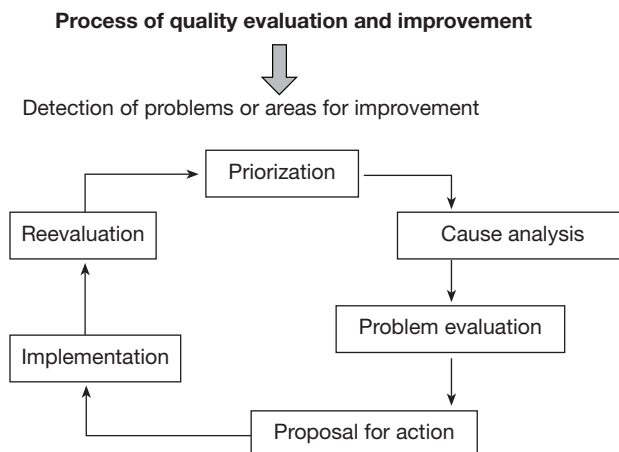 Process of quality evaluation and improvement
Detection of problems or areas for improvement
Priorization
Reevaluation
Cause analysis
Problem evaluation
Implementation
Proposal for action